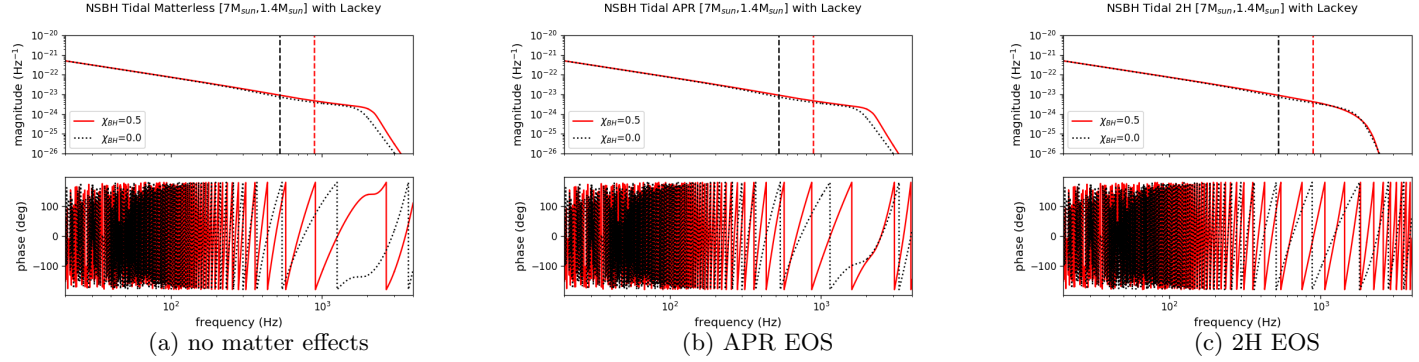 NSBH Tidal Matterless [7M_sun,1.4M_sun] with Lackey
10^-20
10^-21
10^-22
10^-23
10^-24
10^-25
10^-26
magnitude (Hz^-1)
χ_BH=0.5
χ_BH=0.0
100
0
−100
phase (deg)
10^2
10^3
frequency (Hz)
(a) no matter effects
NSBH Tidal APR [7M_sun,1.4M_sun] with Lackey
10^-20
10^-21
10^-22
10^-23
10^-24
10^-25
10^-26
magnitude (Hz^-1)
χ_BH=0.5
χ_BH=0.0
100
0
−100
phase (deg)
10^2
10^3
frequency (Hz)
(b) APR EOS
NSBH Tidal 2H [7M_sun,1.4M_sun] with Lackey
10^-20
10^-21
10^-22
10^-23
10^-24
10^-25
10^-26
magnitude (Hz^-1)
χ_BH=0.5
χ_BH=0.0
100
0
−100
phase (deg)
10^2
10^3
frequency (Hz)
(c) 2H EOS